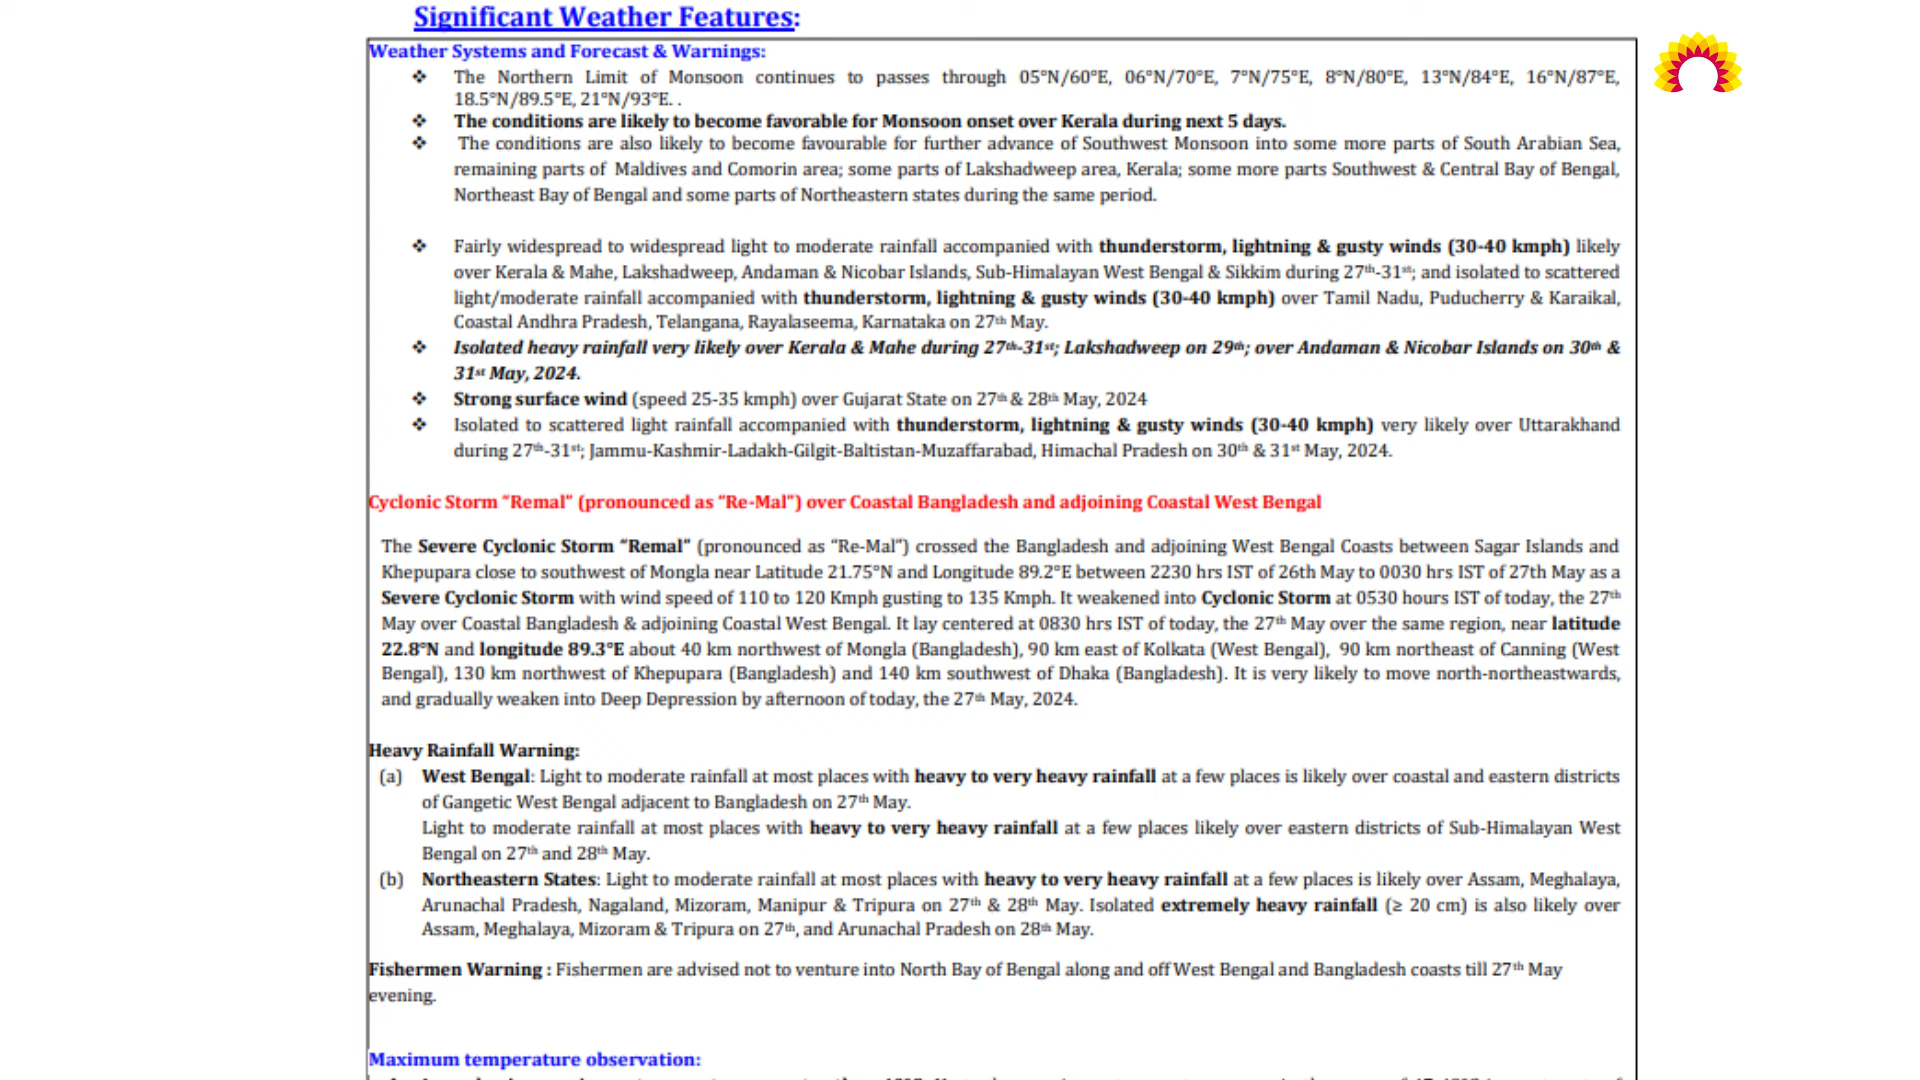 Significant Weather Features:
Weather Systems and Forecast & Warnings:
❖ The Northern Limit of Monsoon continues to passes through 05°N/60°E, 06°N/70°E, 7°N/75°E, 8°N/80°E, 13°N/84°E, 16°N/87°E,
18.5°N/89.5°E, 21°N/93°E. .
❖ The conditions are likely to become favorable for Monsoon onset over Kerala during next 5 days.
❖ The conditions are also likely to become favourable for further advance of Southwest Monsoon into some more parts of South Arabian Sea,
remaining parts of Maldives and Comorin area; some parts of Lakshadweep area, Kerala; some more parts Southwest & Central Bay of Bengal,
Northeast Bay of Bengal and some parts of Northeastern states during the same period.
❖ Fairly widespread to widespread light to moderate rainfall accompanied with thunderstorm, lightning & gusty winds (30-40 kmph) likely
over Kerala & Mahe, Lakshadweep, Andaman & Nicobar Islands, Sub-Himalayan West Bengal & Sikkim during 27th-31st; and isolated to scattered
light/moderate rainfall accompanied with thunderstorm, lightning & gusty winds (30-40 kmph) over Tamil Nadu, Puducherry & Karaikal,
Coastal Andhra Pradesh, Telangana, Rayalaseema, Karnataka on 27th May.
❖ Isolated heavy rainfall very likely over Kerala & Mahe during 27th-31st; Lakshadweep on 29th; over Andaman & Nicobar Islands on 30th &
31st May, 2024.
❖ Strong surface wind (speed 25-35 kmph) over Gujarat State on 27th & 28th May, 2024
❖ Isolated to scattered light rainfall accompanied with thunderstorm, lightning & gusty winds (30-40 kmph) very likely over Uttarakhand
during 27th-31st; Jammu-Kashmir-Ladakh-Gilgit-Baltistan-Muzaffarabad, Himachal Pradesh on 30th & 31st May, 2024.
Cyclonic Storm "Remal" (pronounced as "Re-Mal") over Coastal Bangladesh and adjoining Coastal West Bengal
The Severe Cyclonic Storm "Remal" (pronounced as "Re-Mal") crossed the Bangladesh and adjoining West Bengal Coasts between Sagar Islands and
Khepupara close to southwest of Mongla near Latitude 21.75°N and Longitude 89.2°E between 2230 hrs IST of 26th May to 0030 hrs IST of 27th May as a
Severe Cyclonic Storm with wind speed of 110 to 120 Kmph gusting to 135 Kmph. It weakened into Cyclonic Storm at 0530 hours IST of today, the 27th
May over Coastal Bangladesh & adjoining Coastal West Bengal. It lay centered at 0830 hrs IST of today, the 27th May over the same region, near latitude
22.8°N and longitude 89.3°E about 40 km northwest of Mongla (Bangladesh), 90 km east of Kolkata (West Bengal), 90 km northeast of Canning (West
Bengal), 130 km northwest of Khepupara (Bangladesh) and 140 km southwest of Dhaka (Bangladesh). It is very likely to move north-northeastwards,
and gradually weaken into Deep Depression by afternoon of today, the 27th May, 2024.
Heavy Rainfall Warning:
(a) West Bengal: Light to moderate rainfall at most places with heavy to very heavy rainfall at a few places is likely over coastal and eastern districts
of Gangetic West Bengal adjacent to Bangladesh on 27th May.
Light to moderate rainfall at most places with heavy to very heavy rainfall at a few places likely over eastern districts of Sub-Himalayan West
Bengal on 27th and 28th May.
(b) Northeastern States: Light to moderate rainfall at most places with heavy to very heavy rainfall at a few places is likely over Assam, Meghalaya,
Arunachal Pradesh, Nagaland, Mizoram, Manipur & Tripura on 27th & 28th May. Isolated extremely heavy rainfall (≥ 20 cm) is also likely over
Assam, Meghalaya, Mizoram & Tripura on 27th, and Arunachal Pradesh on 28th May.
Fishermen Warning : Fishermen are advised not to venture into North Bay of Bengal along and off West Bengal and Bangladesh coasts till 27th May
evening.
Maximum temperature observation: